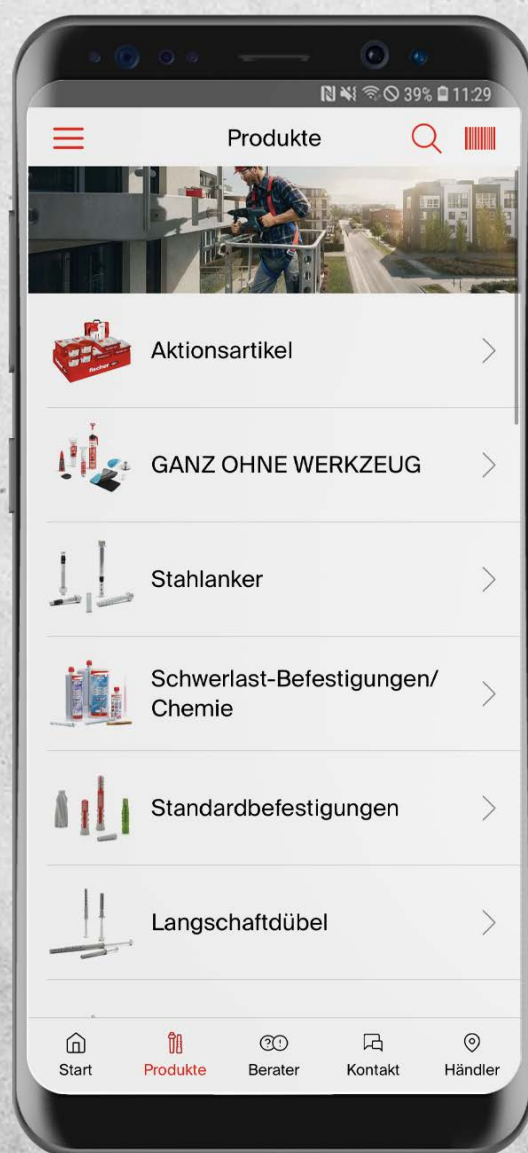 39% 11:29
Produkte
fischer
Aktionsartikel
GANZ OHNE WERKZEUG
Stahlanker
Schwerlast-Befestigungen/
Chemie
Standardbefestigungen
Langschaftdübel
Start Produkte Berater Kontakt Händler